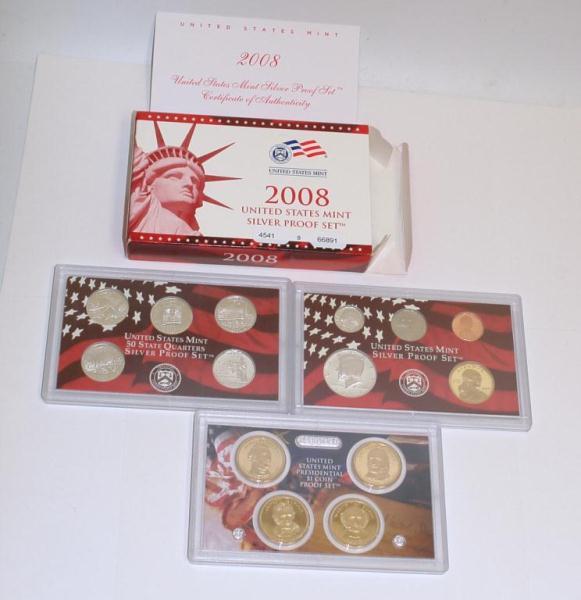 UNITED STATES MINT
2008
United States Mint Silver Proof Set™
Certificate of Authenticity
UNITED STATES MINT
2008
UNITED STATES MINT
SILVER PROOF SET™
4541 8 66891
2008
UNITED STATES MINT
50 STATE QUARTERS
SILVER PROOF SET™
UNITED STATES MINT
SILVER PROOF SET™
UNITED
STATES MINT
PRESIDENTIAL
$1 COIN
PROOF SET™